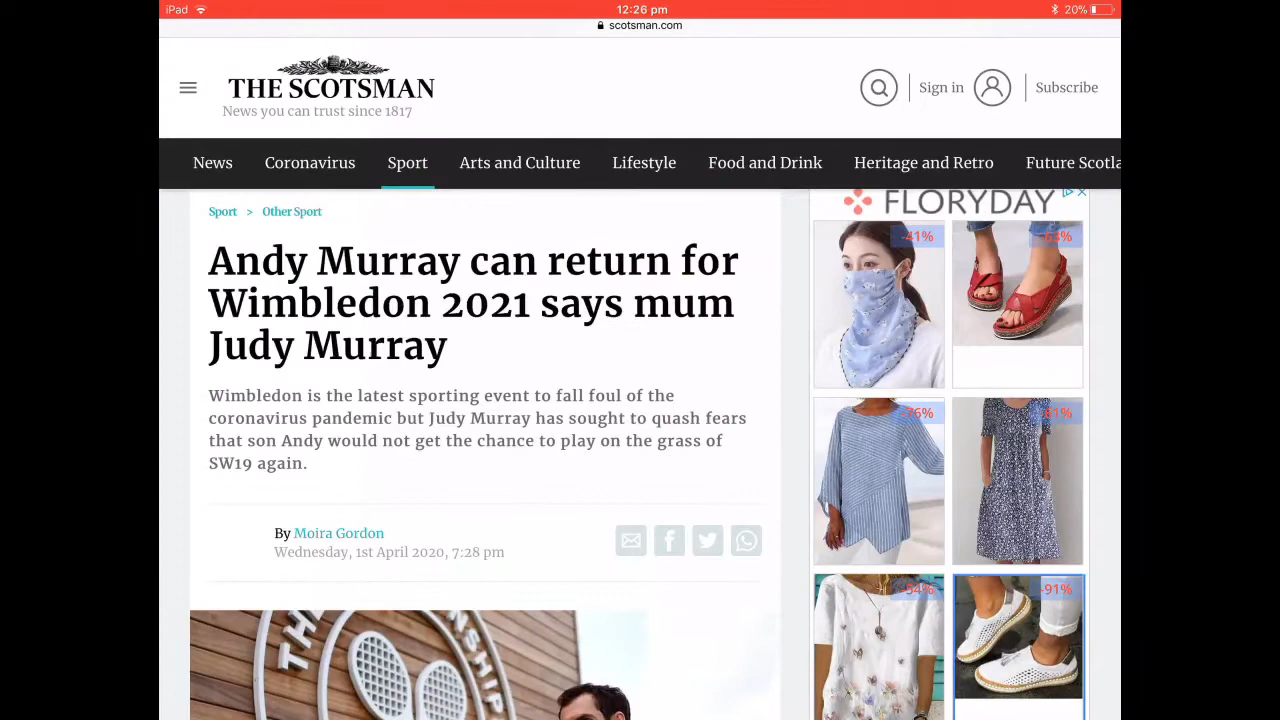 iPad 12:26 pm 20%
scotsman.com
THE SCOTSMAN
News you can trust since 1817
Sign in
Subscribe
News Coronavirus Sport Arts and Culture Lifestyle Food and Drink Heritage and Retro Future Scotla
Sport > Other Sport
Andy Murray can return for
Wimbledon 2021 says mum
Judy Murray
Wimbledon is the latest sporting event to fall foul of the
coronavirus pandemic but Judy Murray has sought to quash fears
that son Andy would not get the chance to play on the grass of
SW19 again.
By Moira Gordon
Wednesday, 1st April 2020, 7:28 pm
FLORYDAY
-41% -63%
-76% -61%
-54% -91%